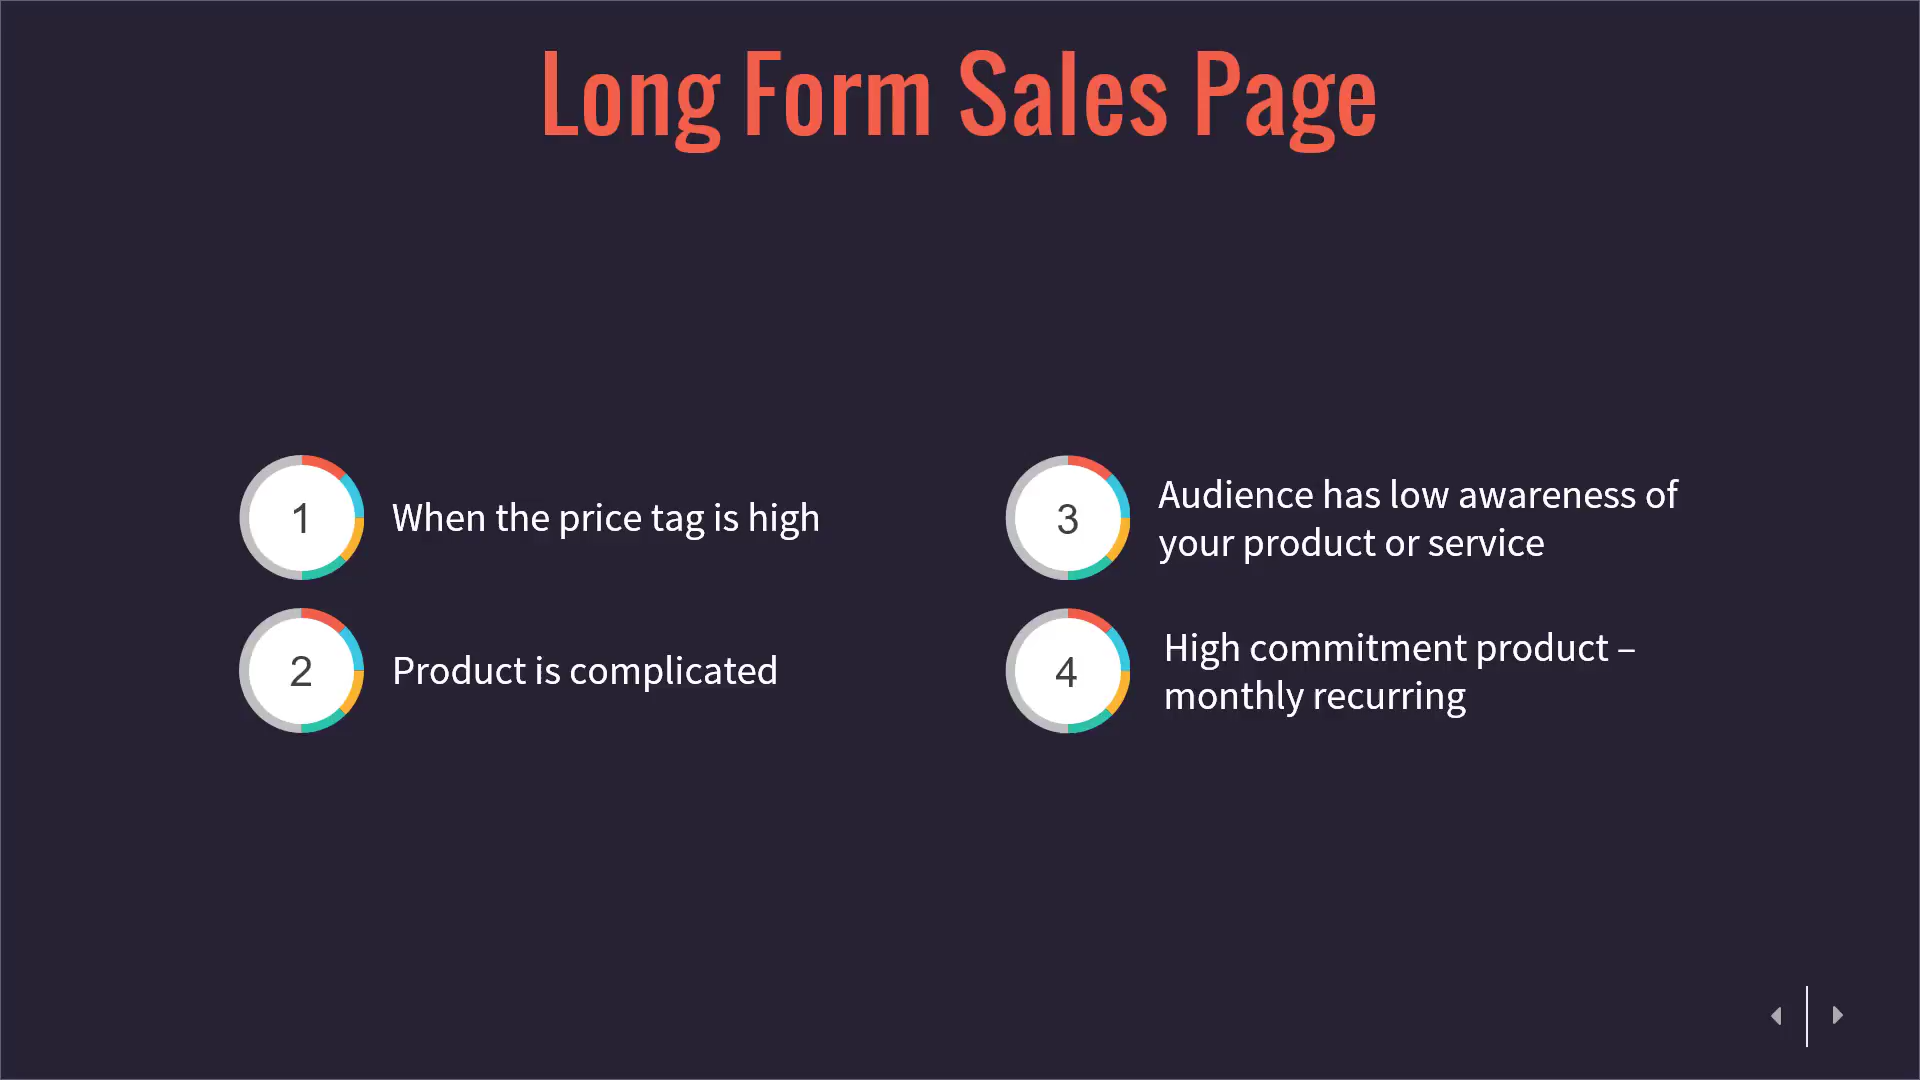 Long Form Sales Page
1
When the price tag is high
2
Product is complicated
3
Audience has low awareness of
your product or service
4
High commitment product –
monthly recurring